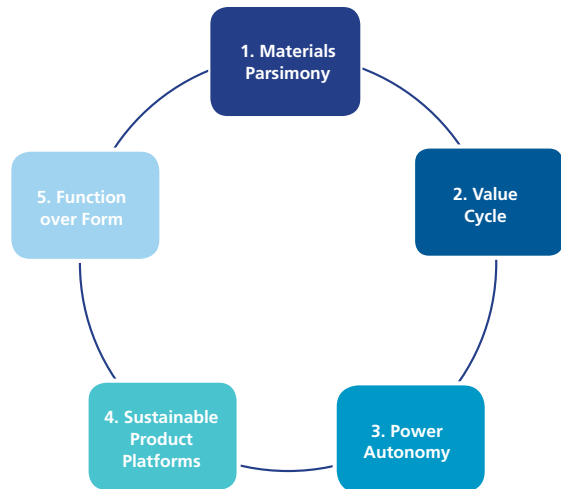 1. Materials
Parsimony
2. Value
Cycle
3. Power
Autonomy
4. Sustainable
Product
Platforms
5. Function
over Form